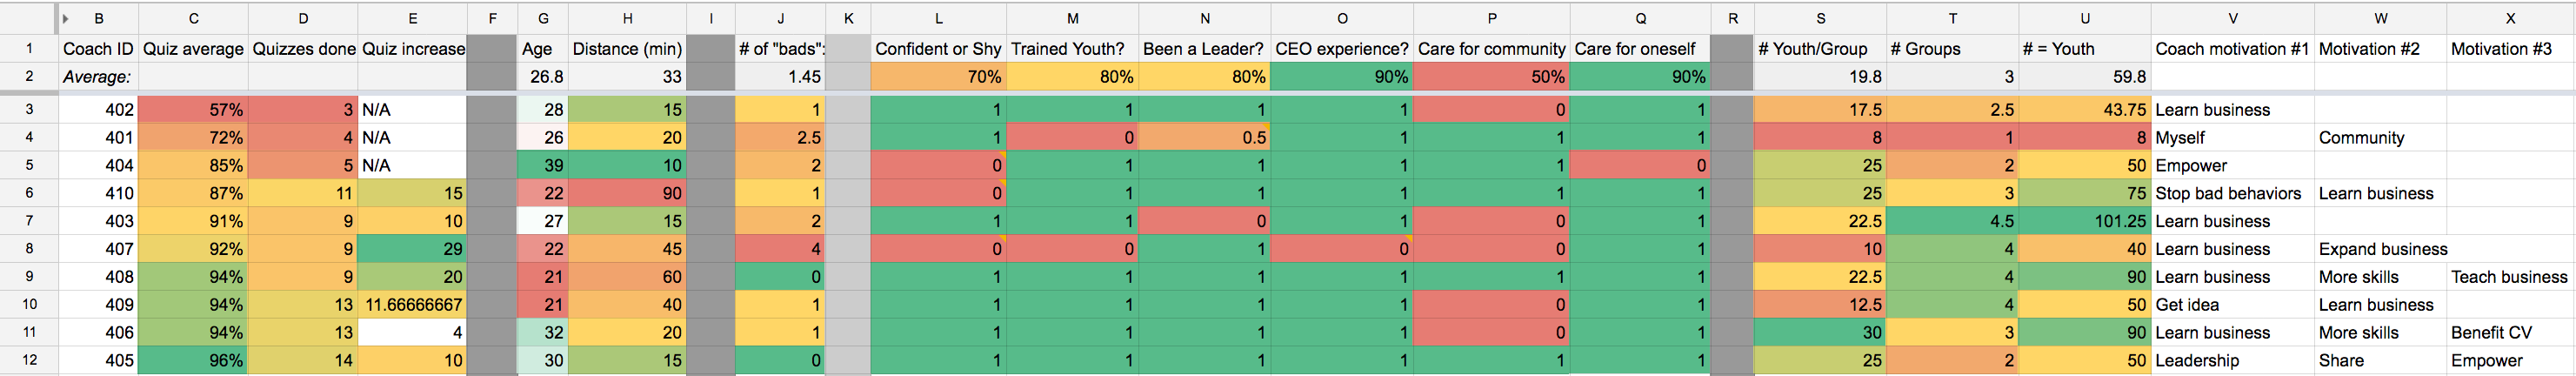 B C D E F G H I J K L M N O P Q R S T U V W X
1 Coach ID Quiz average Quizzes done Quiz increase Age Distance (min) # of "bads": Confident or Shy Trained Youth? Been a Leader? CEO experience? Care for community Care for oneself # Youth/Group # Groups # = Youth Coach motivation #1 Motivation #2 Motivation #3
2 Average: 26.8 33 1.45 70% 80% 80% 90% 50% 90% 19.8 3 59.8
3 402 57% 3 N/A 28 15 1 1 1 1 1 0 1 17.5 2.5 43.75 Learn business
4 401 72% 4 N/A 26 20 2.5 1 0 0.5 1 1 1 8 1 8 Myself Community
5 404 85% 5 N/A 39 10 2 0 1 1 1 1 0 25 2 50 Empower
6 410 87% 11 15 22 90 1 0 1 1 1 1 1 25 3 75 Stop bad behaviors Learn business
7 403 91% 9 10 27 15 2 1 1 0 1 0 1 22.5 4.5 101.25 Learn business
8 407 92% 9 29 22 45 4 0 0 1 0 0 1 10 4 40 Learn business Expand business
9 408 94% 9 20 21 60 0 1 1 1 1 1 1 22.5 4 90 Learn business More skills Teach business
10 409 94% 13 11.66666667 21 40 1 1 1 1 1 0 1 12.5 4 50 Get idea Learn business
11 406 94% 13 4 32 20 1 1 1 1 1 0 1 30 3 90 Learn business More skills Benefit CV
12 405 96% 14 10 30 15 0 1 1 1 1 1 1 25 2 50 Leadership Share Empower